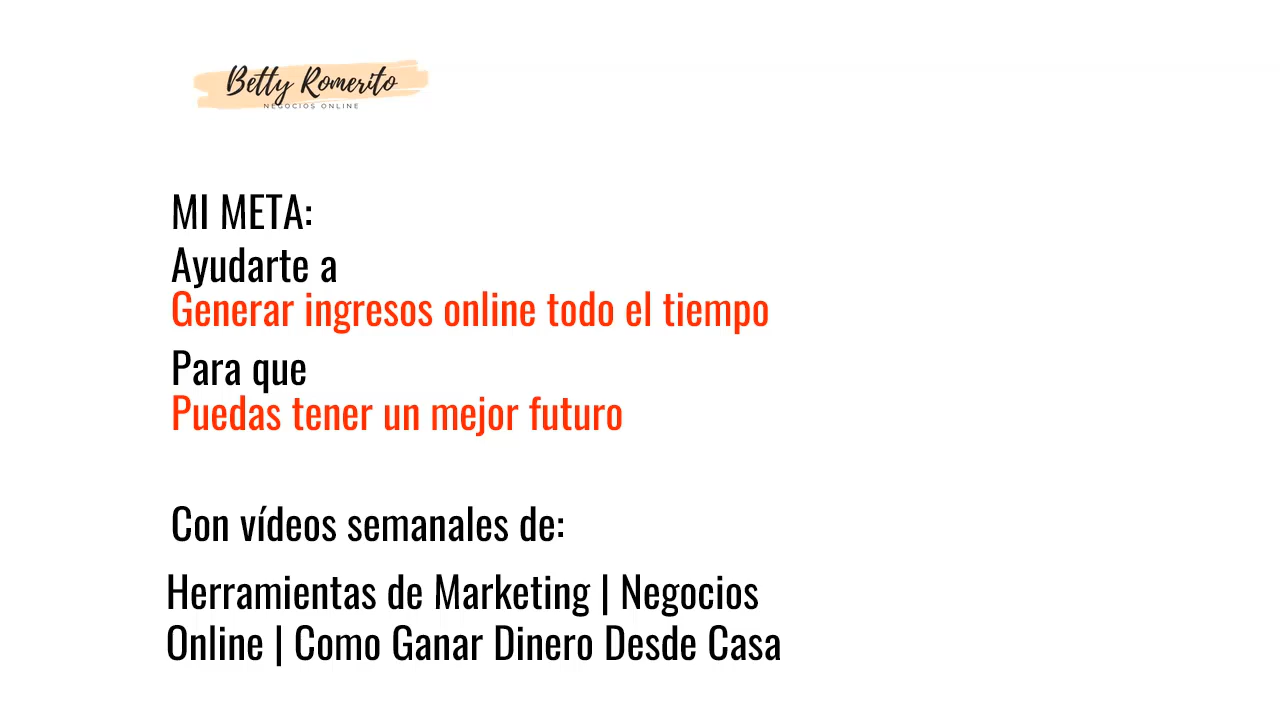 Betty Romerito
NEGOCIOS ONLINE
MI META:
Ayudarte a
Generar ingresos online todo el tiempo
Para que
Puedas tener un mejor futuro
Con vídeos semanales de:
Herramientas de Marketing | Negocios
Online | Como Ganar Dinero Desde Casa